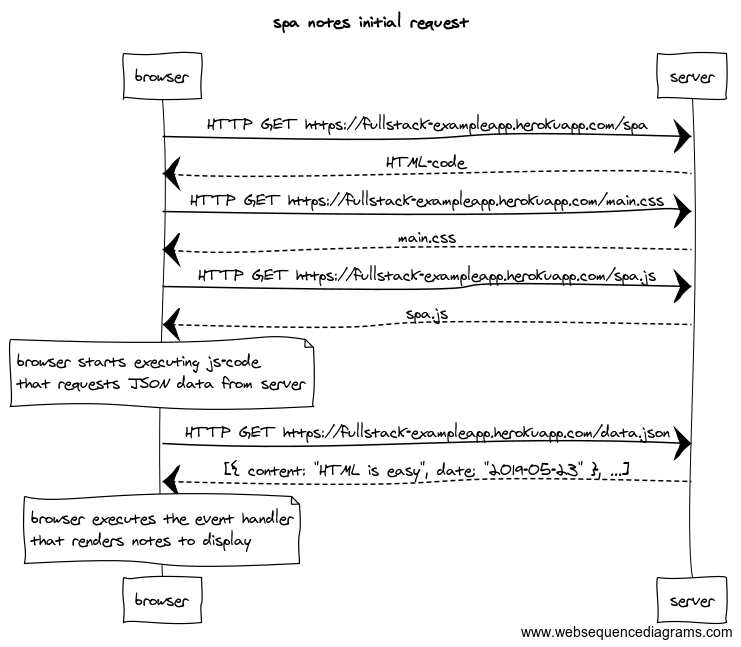 spa notes initial request
browser
server
HTTP GET https://fullstack-exampleapp.herokuapp.com/spa
HTML-code
HTTP GET https://fullstack-exampleapp.herokuapp.com/main.css
main.css
HTTP GET https://fullstack-exampleapp.herokuapp.com/spa.js
spa.js
browser starts executing js-code
that requests JSON data from server
HTTP GET https://fullstack-exampleapp.herokuapp.com/data.json
[{ content: "HTML is easy", date: "2019-05-23" }, ...]
browser executes the event handler
that renders notes to display
browser
server
www.websequencediagrams.com